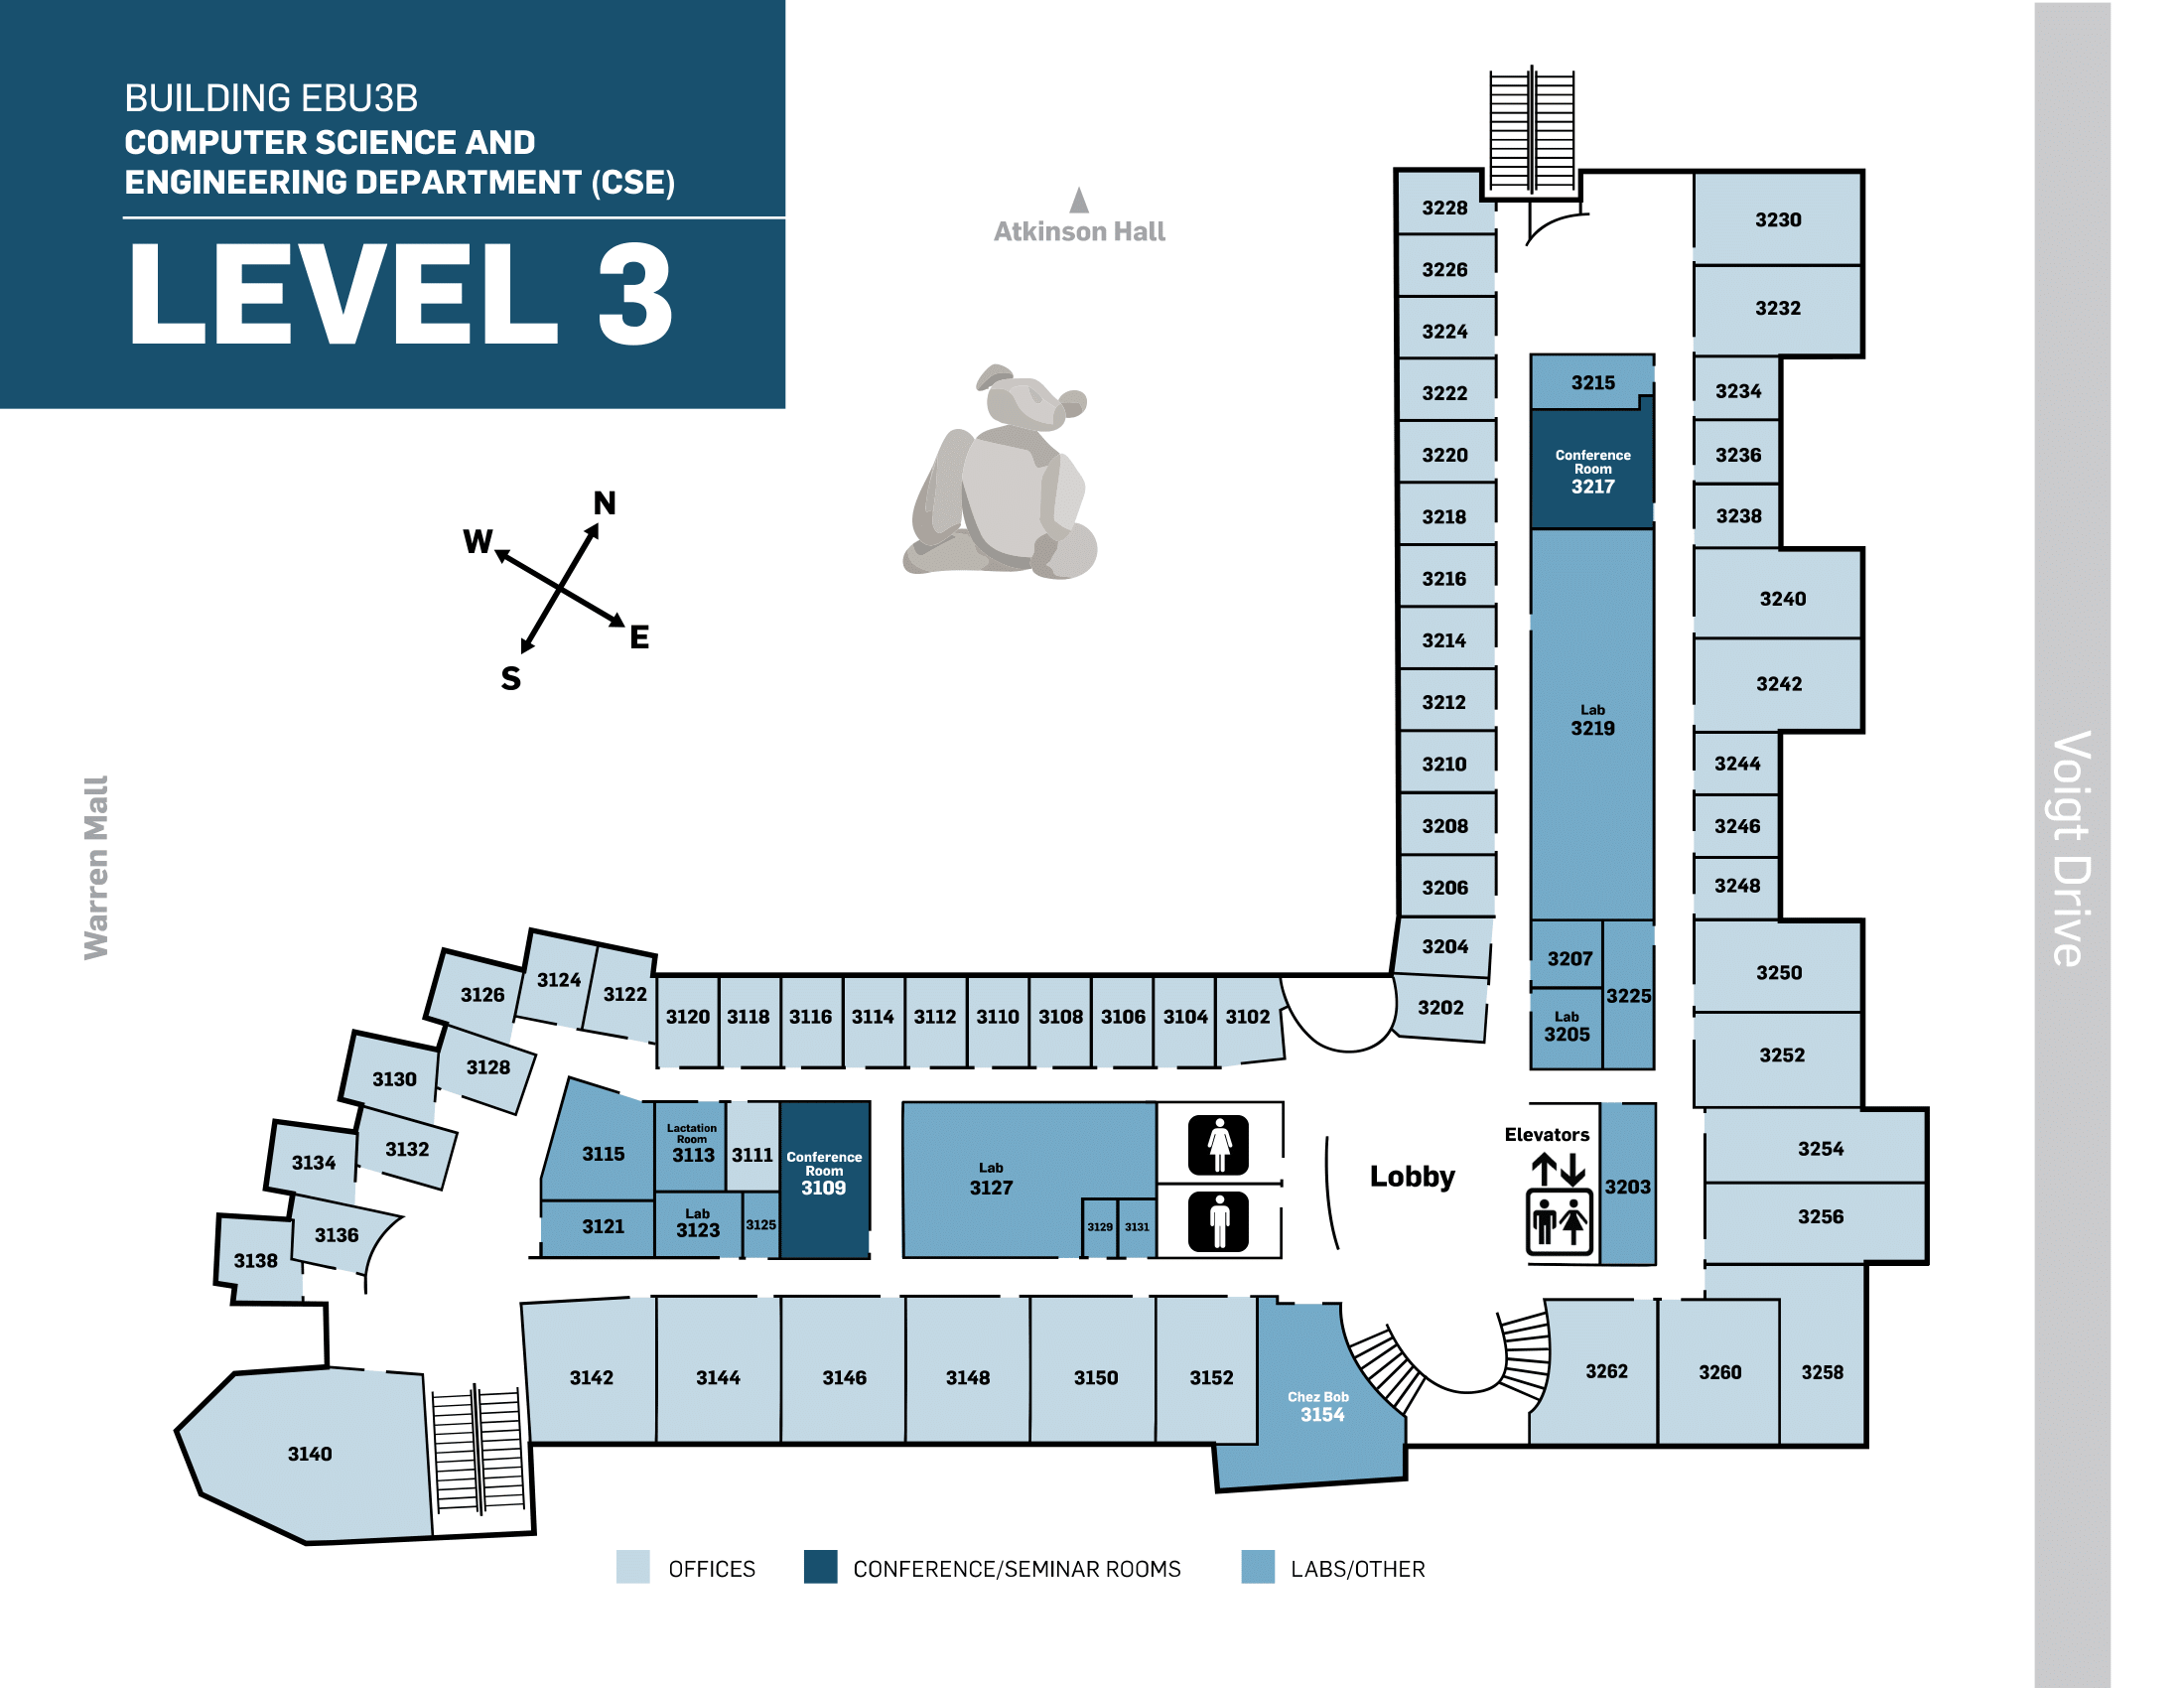 BUILDING EBU3B
COMPUTER SCIENCE AND
ENGINEERING DEPARTMENT (CSE)
LEVEL 3
Atkinson Hall
N
W
E
S
Warren Mall
Voigt Drive
3228
3226
3224
3222
3220
3218
3216
3214
3212
3210
3208
3206
3204
3202
3215
Conference
Room
3217
Lab
3219
3207
Lab
3205
3225
3230
3232
3234
3236
3238
3240
3242
3244
3246
3248
3250
3252
3254
3256
3258
3260
3262
Elevators
3203
Lobby
3124
3122
3126
3128
3130
3132
3134
3136
3138
3140
3120
3118
3116
3114
3112
3110
3108
3106
3104
3102
3115
Lactation
Room
3113
3111
Conference
Room
3109
3121
Lab
3123
3125
Lab
3127
3129
3131
3142
3144
3146
3148
3150
3152
Chez Bob
3154
OFFICES
CONFERENCE/SEMINAR ROOMS
LABS/OTHER